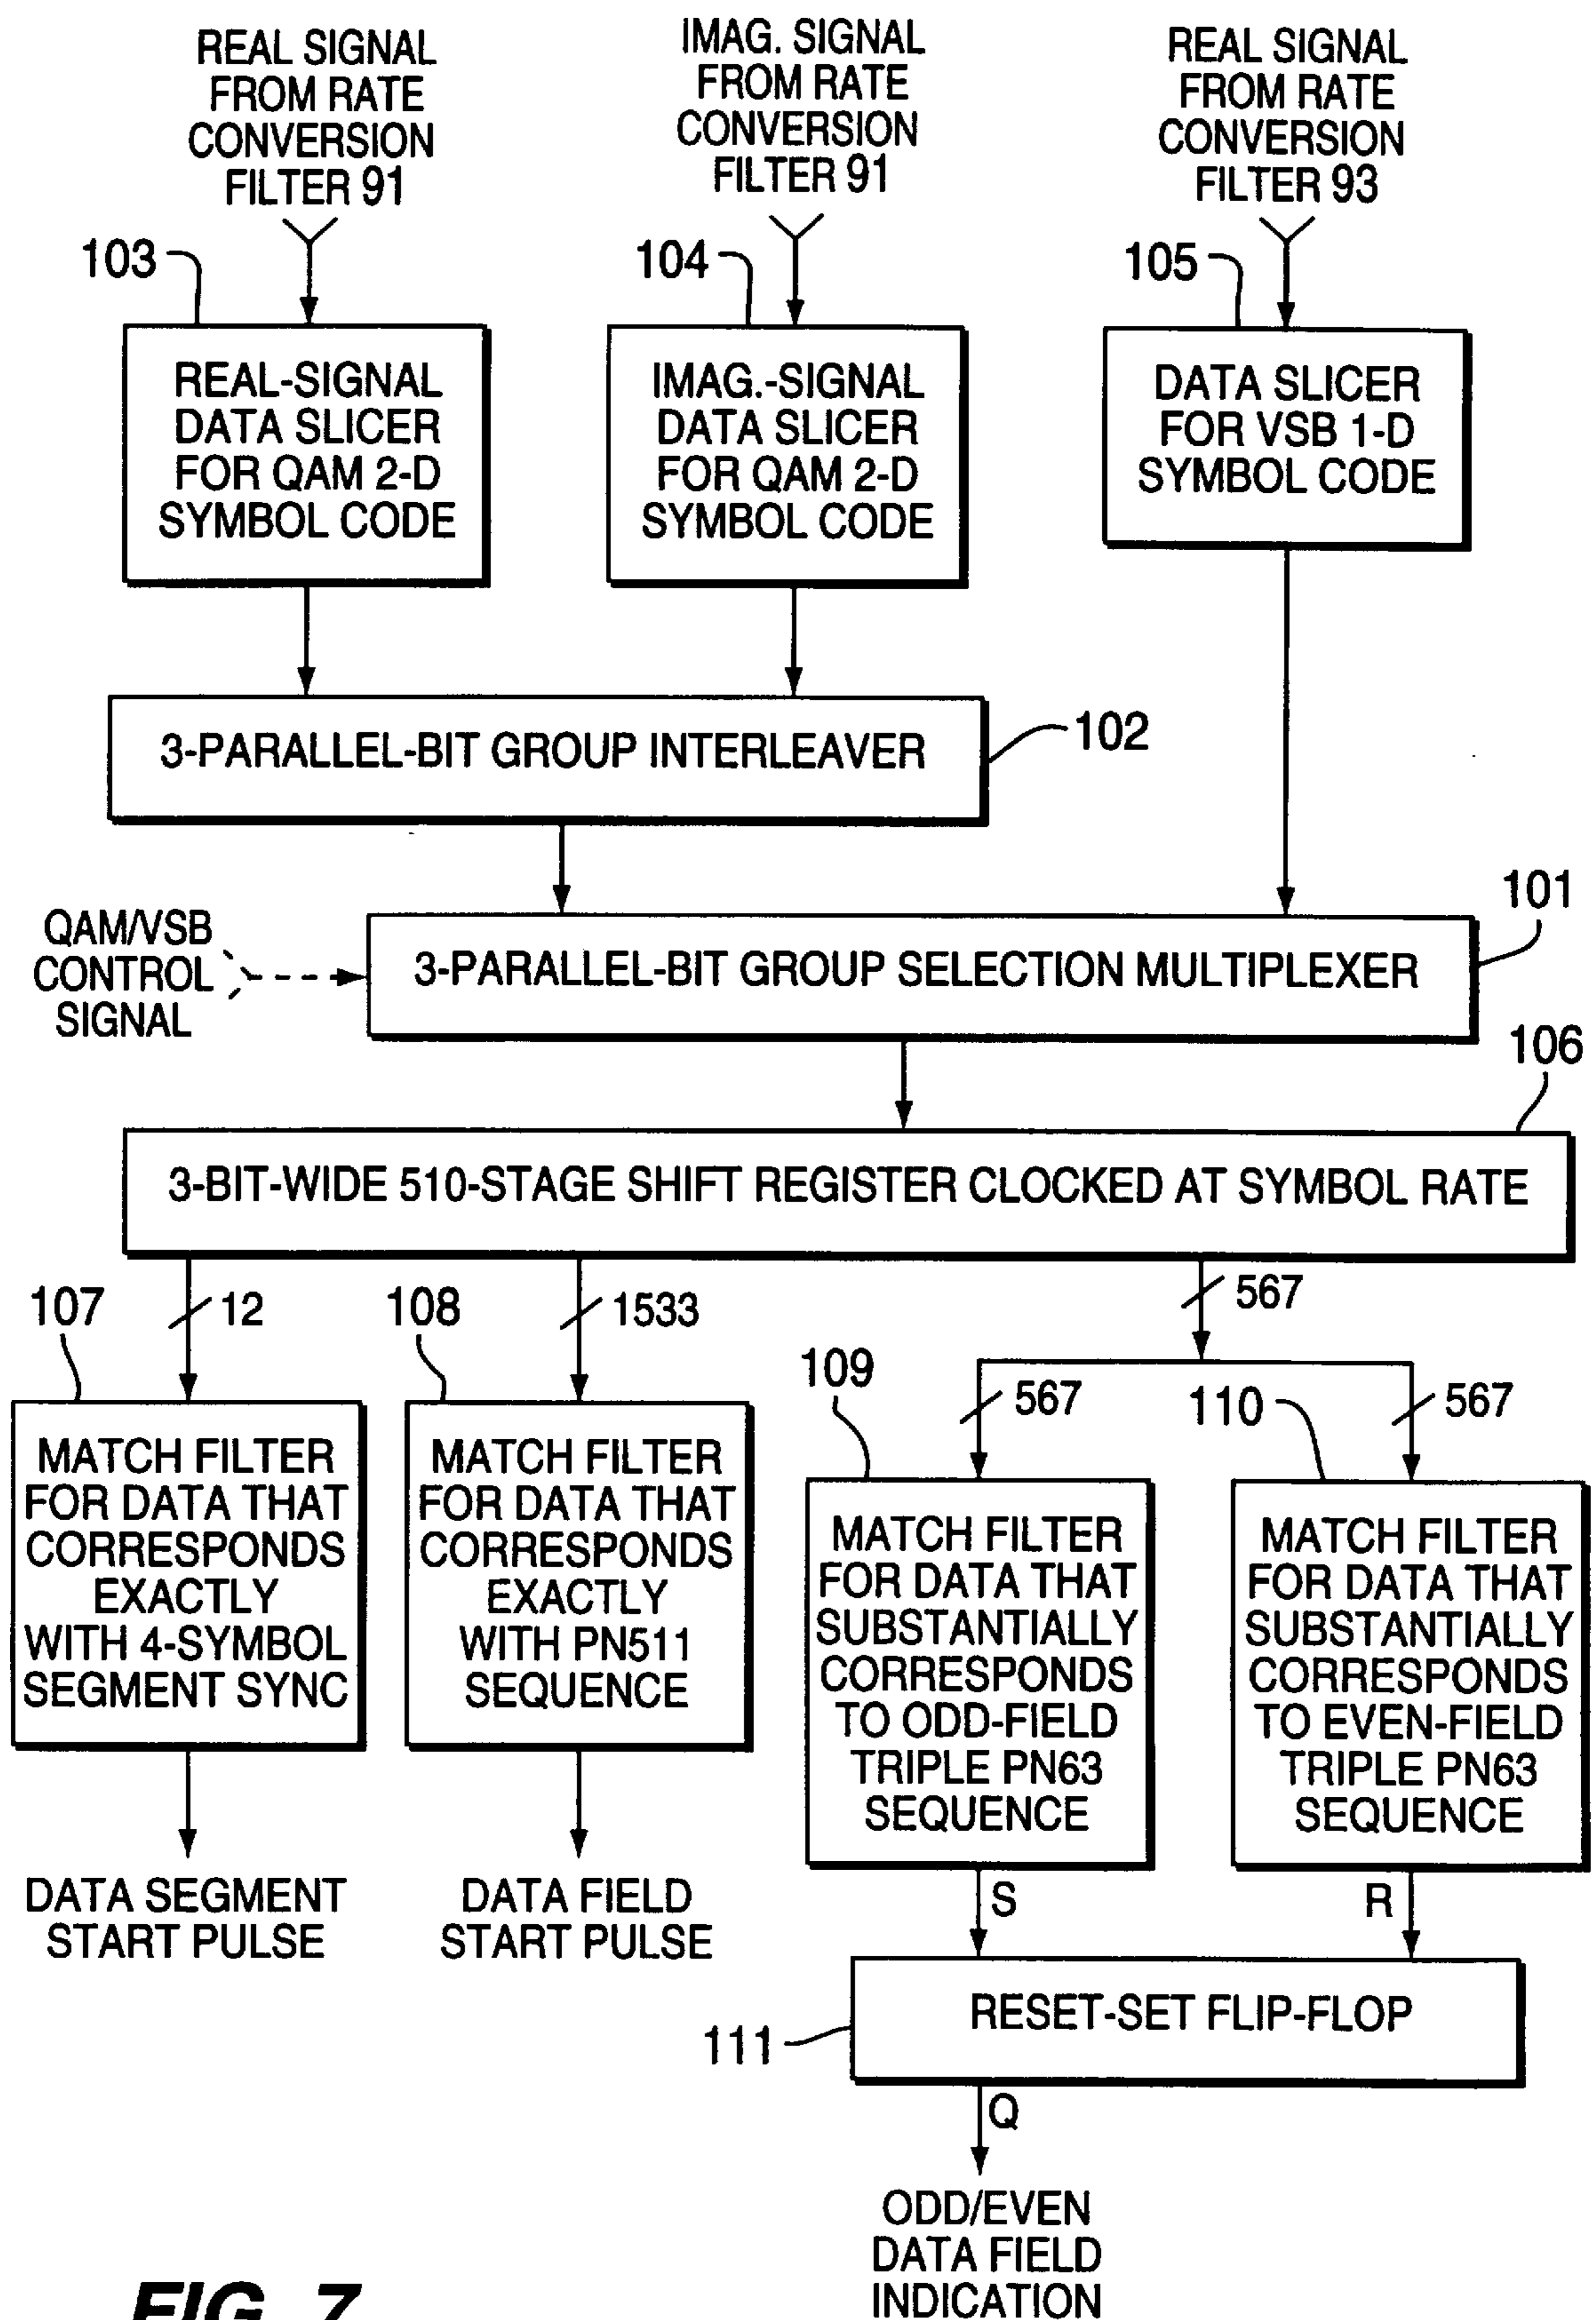 REAL SIGNAL
FROM RATE
CONVERSION
FILTER 91
IMAG. SIGNAL
FROM RATE
CONVERSION
FILTER 91
REAL SIGNAL
FROM RATE
CONVERSION
FILTER 93
103
104
105
REAL-SIGNAL
DATA SLICER
FOR QAM 2-D
SYMBOL CODE
IMAG.-SIGNAL
DATA SLICER
FOR QAM 2-D
SYMBOL CODE
DATA SLICER
FOR VSB 1-D
SYMBOL CODE
3-PARALLEL-BIT GROUP INTERLEAVER
102
101
QAM/VSB
CONTROL
SIGNAL
3-PARALLEL-BIT GROUP SELECTION MULTIPLEXER
106
3-BIT-WIDE 510-STAGE SHIFT REGISTER CLOCKED AT SYMBOL RATE
107
12
108
1533
567
109
567
110
567
MATCH FILTER
FOR DATA THAT
CORRESPONDS
EXACTLY
WITH 4-SYMBOL
SEGMENT SYNC
MATCH FILTER
FOR DATA THAT
CORRESPONDS
EXACTLY
WITH PN511
SEQUENCE
MATCH FILTER
FOR DATA THAT
SUBSTANTIALLY
CORRESPONDS
TO ODD-FIELD
TRIPLE PN63
SEQUENCE
MATCH FILTER
FOR DATA THAT
SUBSTANTIALLY
CORRESPONDS
TO EVEN-FIELD
TRIPLE PN63
SEQUENCE
DATA SEGMENT
START PULSE
DATA FIELD
START PULSE
S
R
RESET-SET FLIP-FLOP
111
Q
ODD/EVEN
DATA FIELD
INDICATION
FIG. 7